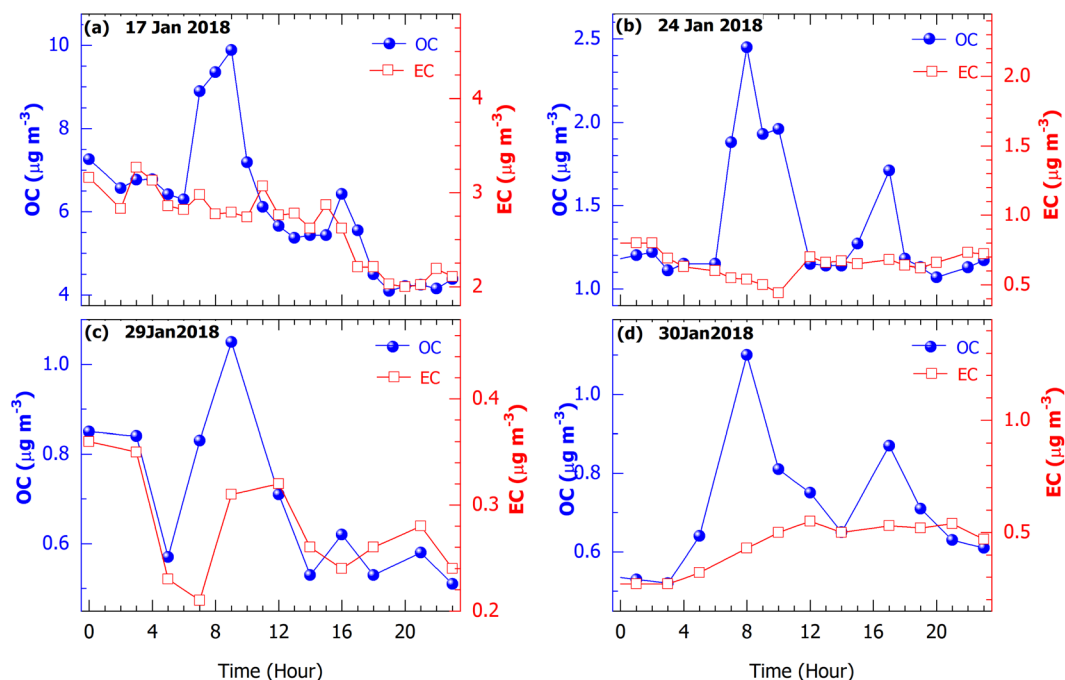 (a) 17 Jan 2018
OC
EC
10
8
6
4
OC (μg m⁻³)
4
3
2
EC (μg m⁻³)
(b) 24 Jan 2018
OC
EC
2.5
2.0
1.5
1.0
OC (μg m⁻³)
2.0
1.6
1.2
0.8
0.4
EC (μg m⁻³)
(c) 29Jan2018
OC
EC
1.0
0.8
0.6
OC (μg m⁻³)
0.4
0.3
0.2
EC (μg m⁻³)
0 4 8 12 16 20
Time (Hour)
(d) 30Jan2018
OC
EC
1.0
0.8
0.6
OC (μg m⁻³)
1.0
0.5
EC (μg m⁻³)
0 4 8 12 16 20
Time (Hour)